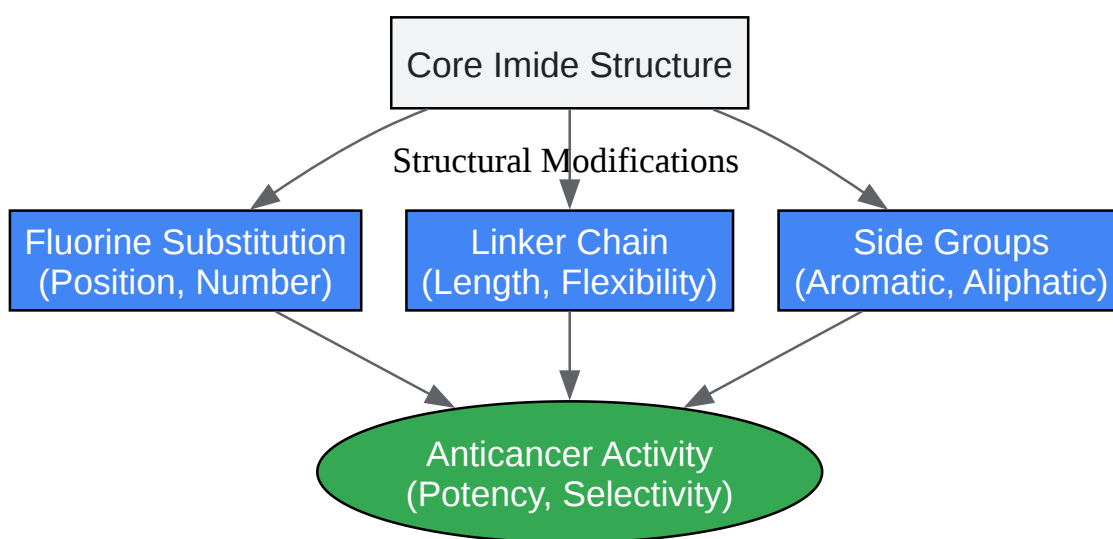 Core Imide Structure
Structural Modifications
Fluorine Substitution
(Position, Number)
Linker Chain
(Length, Flexibility)
Side Groups
(Aromatic, Aliphatic)
Anticancer Activity
(Potency, Selectivity)